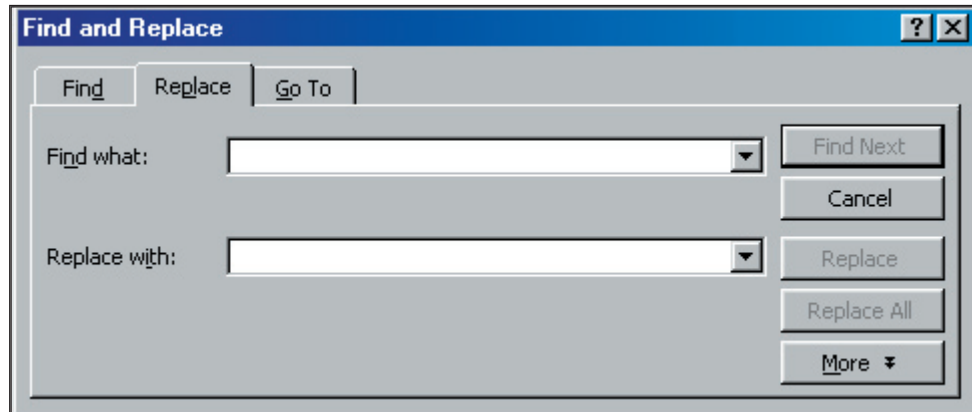 Find and Replace
Find Replace Go To
Find what: Find Next
Cancel
Replace with: Replace
Replace All
More